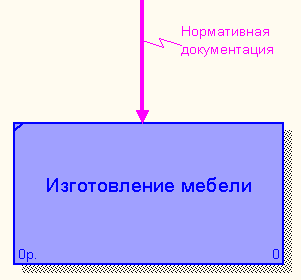 Нормативная
документация
Изготовление мебели
0р.
0